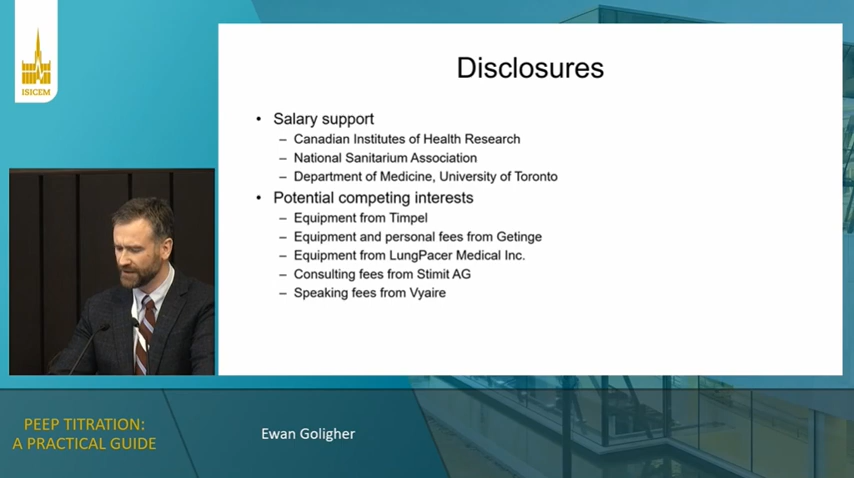 ISICEM
Disclosures
• Salary support
– Canadian Institutes of Health Research
– National Sanitarium Association
– Department of Medicine, University of Toronto
• Potential competing interests
– Equipment from Timpel
– Equipment and personal fees from Getinge
– Equipment from LungPacer Medical Inc.
– Consulting fees from Stimit AG
– Speaking fees from Vyaire
PEEP TITRATION:
A PRACTICAL GUIDE
Ewan Goligher